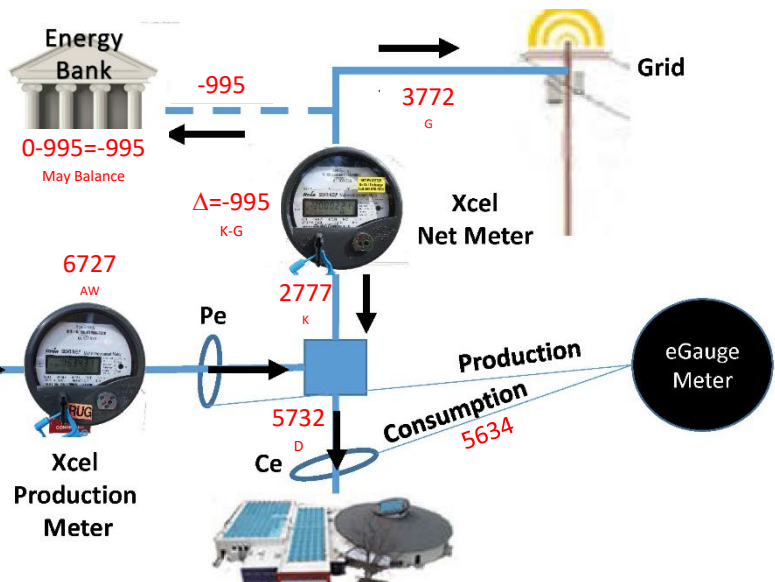 Energy
Bank
-995
0-995=-995
May Balance
3772
G
Grid
Δ=-995
K-G
Xcel
Net Meter
6727
AW
2777
K
Pe
Production
eGauge
Meter
5732
D
Consumption
5634
Ce
RUG
Xcel
Production
Meter